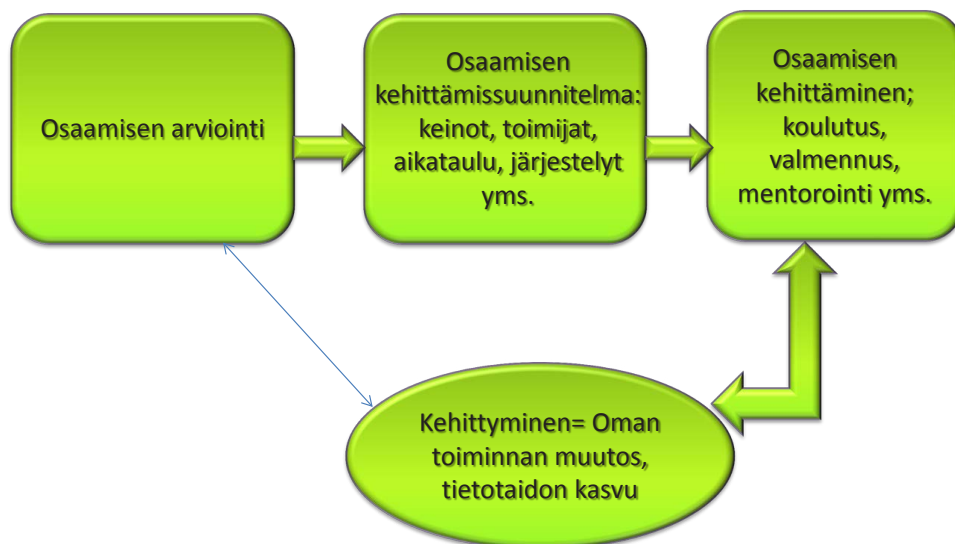 Osaamisen arviointi
Osaamisen
kehittämissuunnitelma:
keinot, toimijat,
aikataulu, järjestelyt
yms.
Osaamisen
kehittäminen;
koulutus,
valmennus,
mentorointi yms.
Kehittyminen= Oman
toiminnan muutos,
tietotaidon kasvu